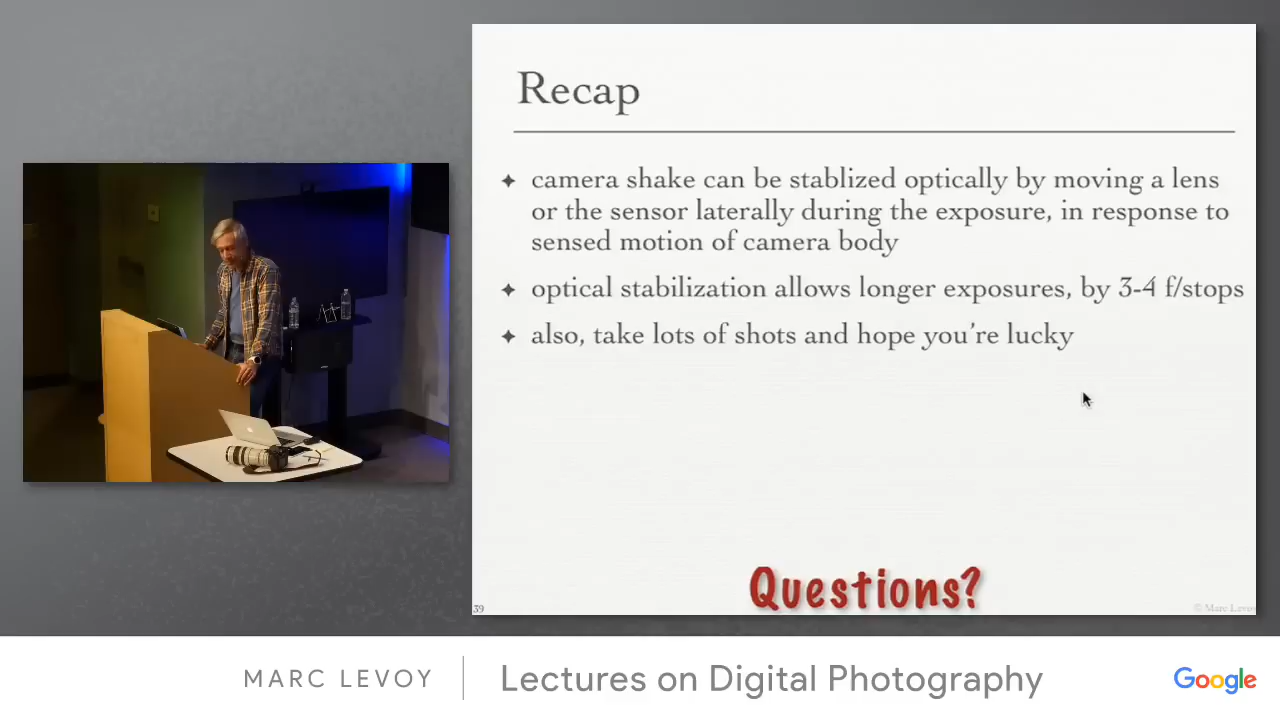 Recap
✦ camera shake can be stablized optically by moving a lens
or the sensor laterally during the exposure, in response to
sensed motion of camera body
✦ optical stabilization allows longer exposures, by 3-4 f/stops
✦ also, take lots of shots and hope you're lucky
Questions?
39
© Marc Levoy
MARC LEVOY
Lectures on Digital Photography
Google